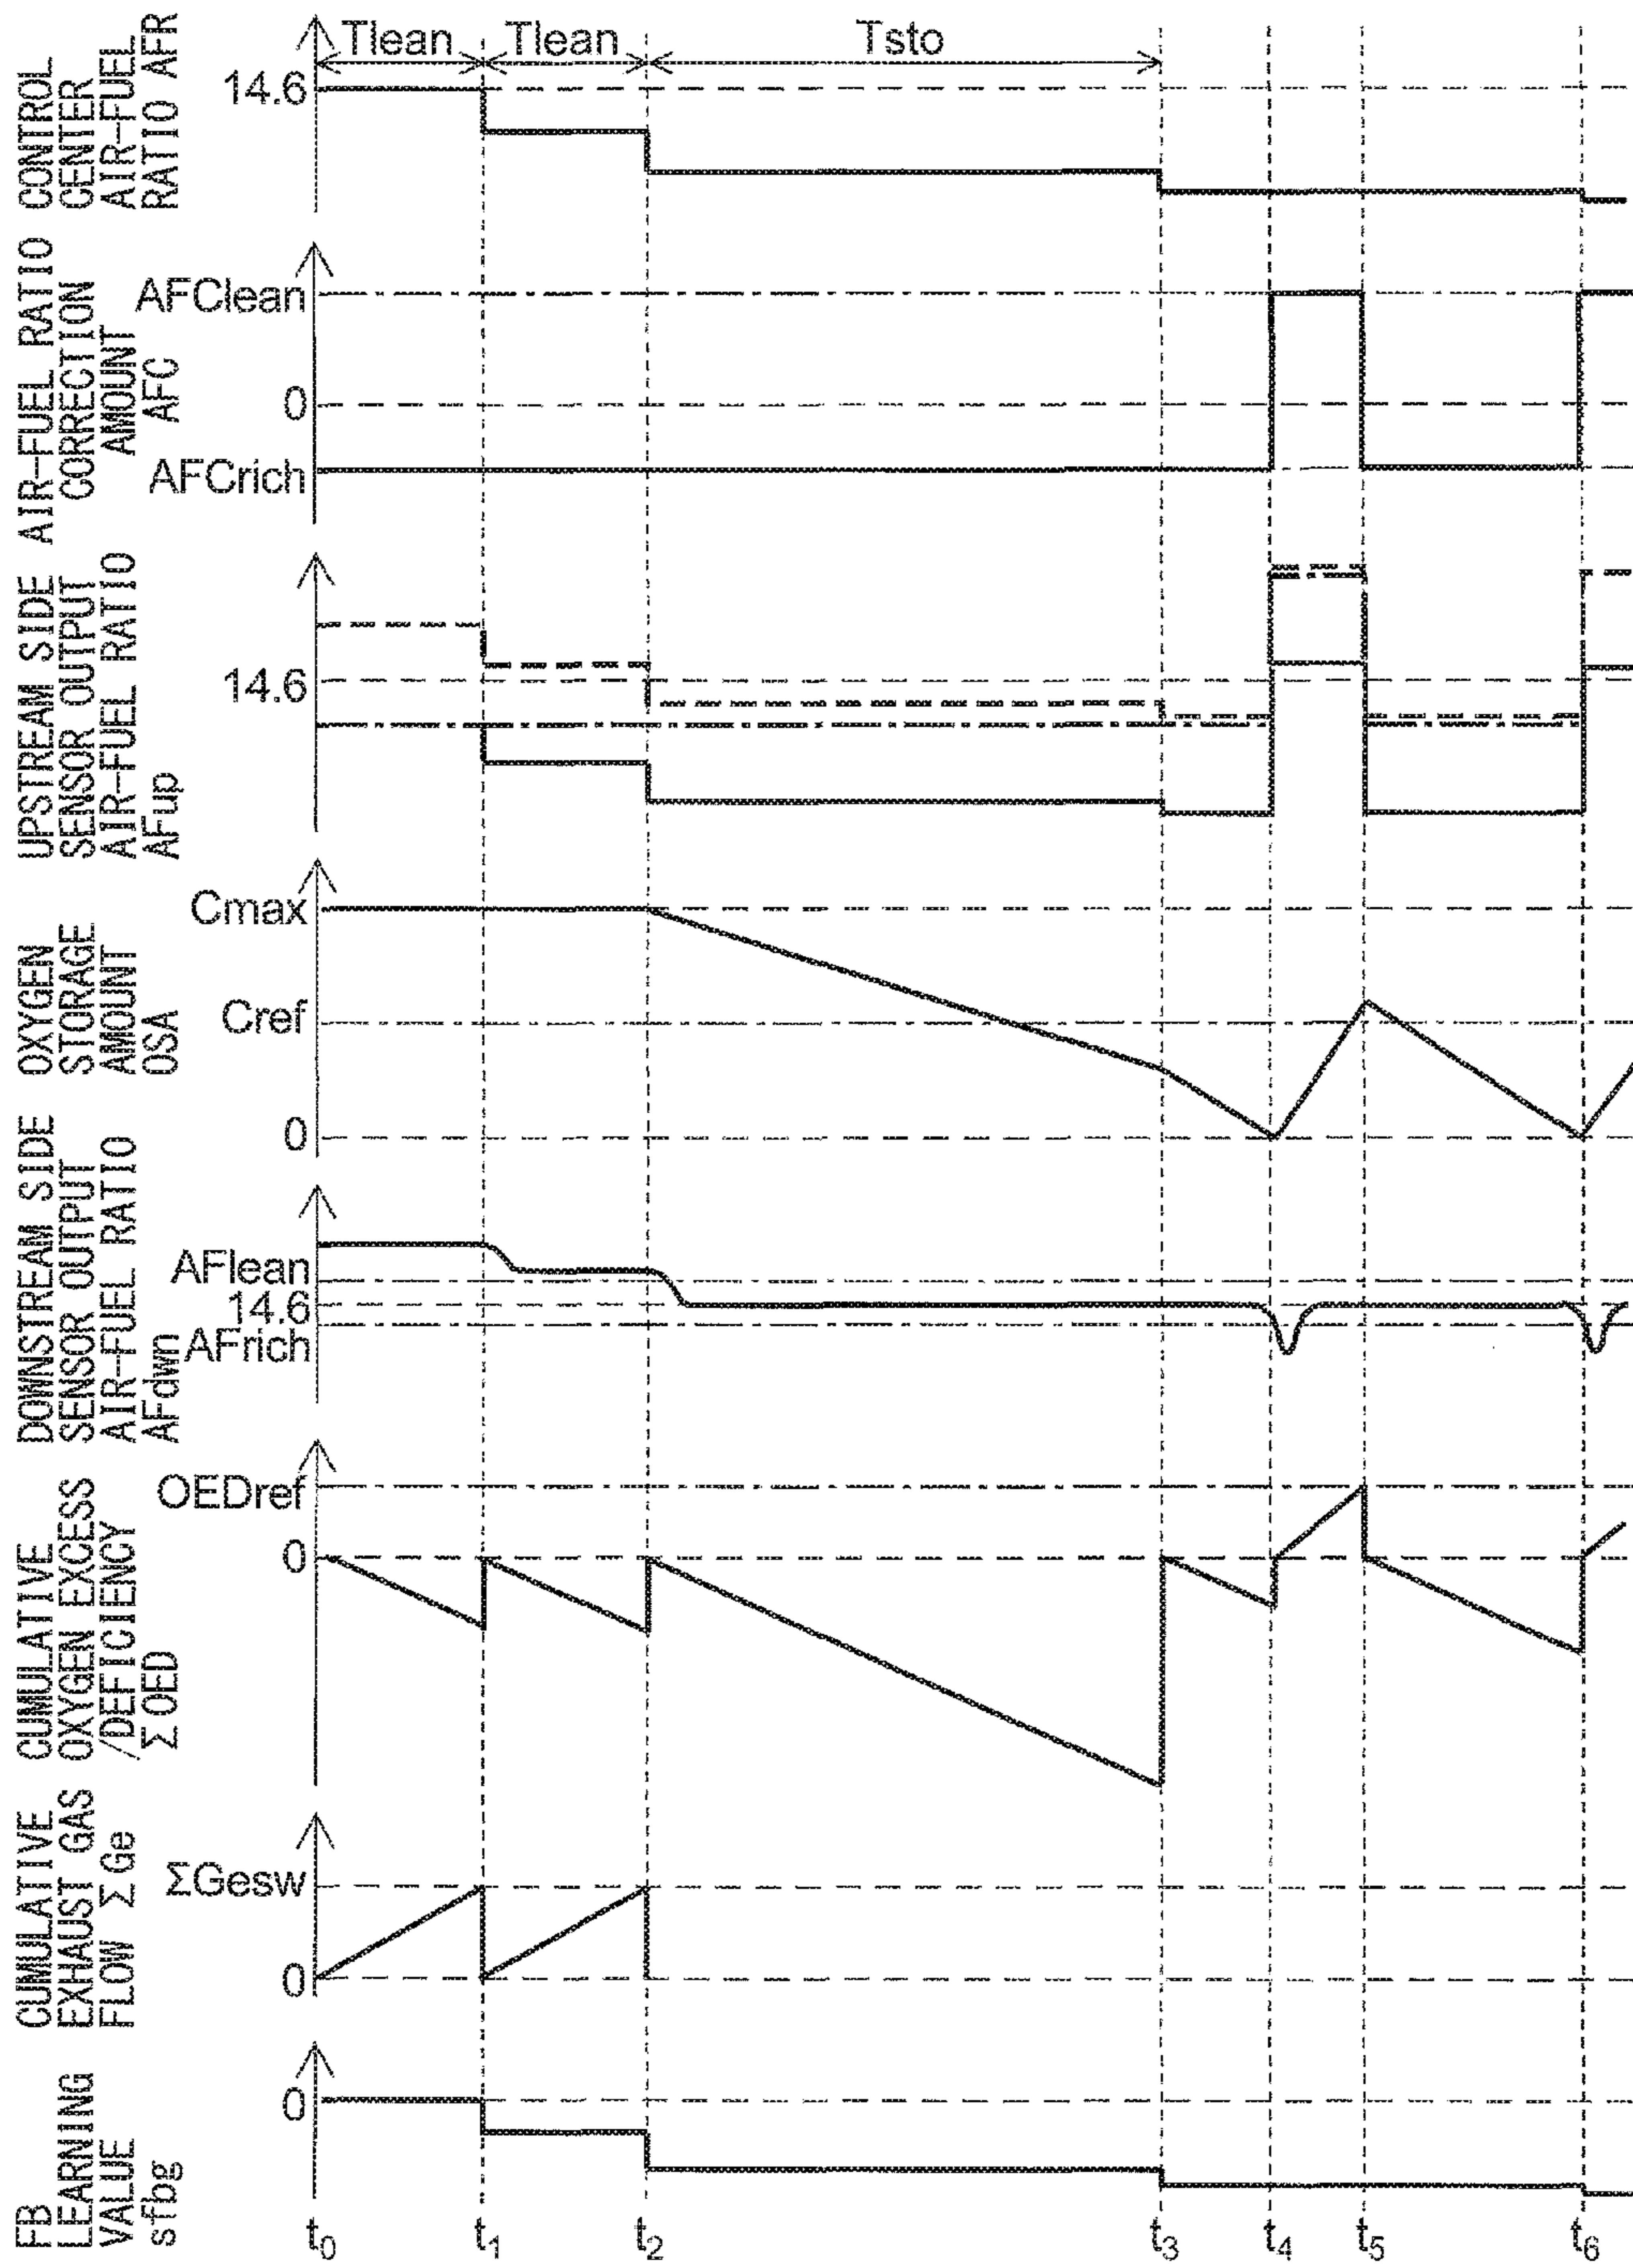 Tlean Tlean Tsto
CONTROL
CENTER
AIR-FUEL
RATIO AFR
14.6
AIR-FUEL RATIO
CORRECTION
AMOUNT
AFC
AFClean
0
AFCrich
UPSTREAM SIDE
SENSOR OUTPUT
AIR-FUEL RATIO
AFup
14.6
OXYGEN
STORAGE
AMOUNT
OSA
Cmax
Cref
0
DOWNSTREAM SIDE
SENSOR OUTPUT
AIR-FUEL RATIO
AFdwn
AFlean
14.6
AFrich
CUMULATIVE
OXYGEN EXCESS
/DEFICIENCY
ΣOED
OEDref
0
CUMULATIVE
EXHAUST GAS
FLOW ΣGe
ΣGesw
0
FB
LEARNING
VALUE
sfbg
0
t0 t1 t2 t3 t4 t5 t6